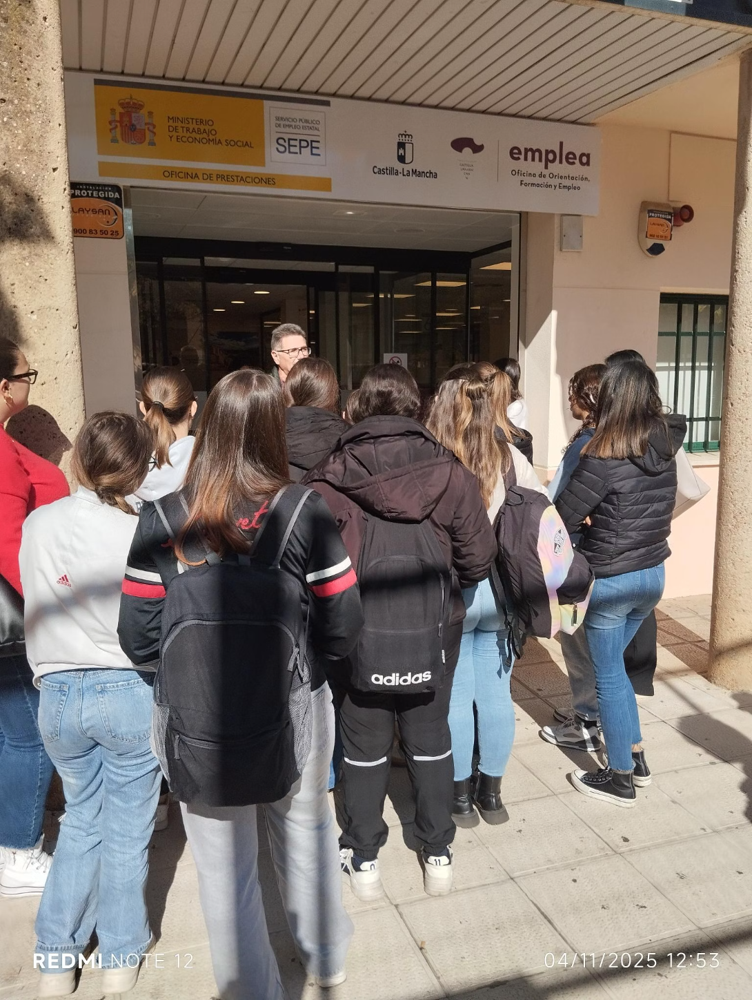 MINISTERIO
DE TRABAJO
Y ECONOMÍA SOCIAL
SERVICIO PÚBLICO
DE EMPLEO ESTATAL
SEPE
OFICINA DE PRESTACIONES
Castilla-La Mancha
emplea
Oficina de Orientación,
Formación y Empleo
INSTALACION
PROTEGIDA
LAYSAN
900 83 50 25
PROTEGIDA
LAYSAN
adidas
adidas
REDMI NOTE 12
04/11/2025 12:53